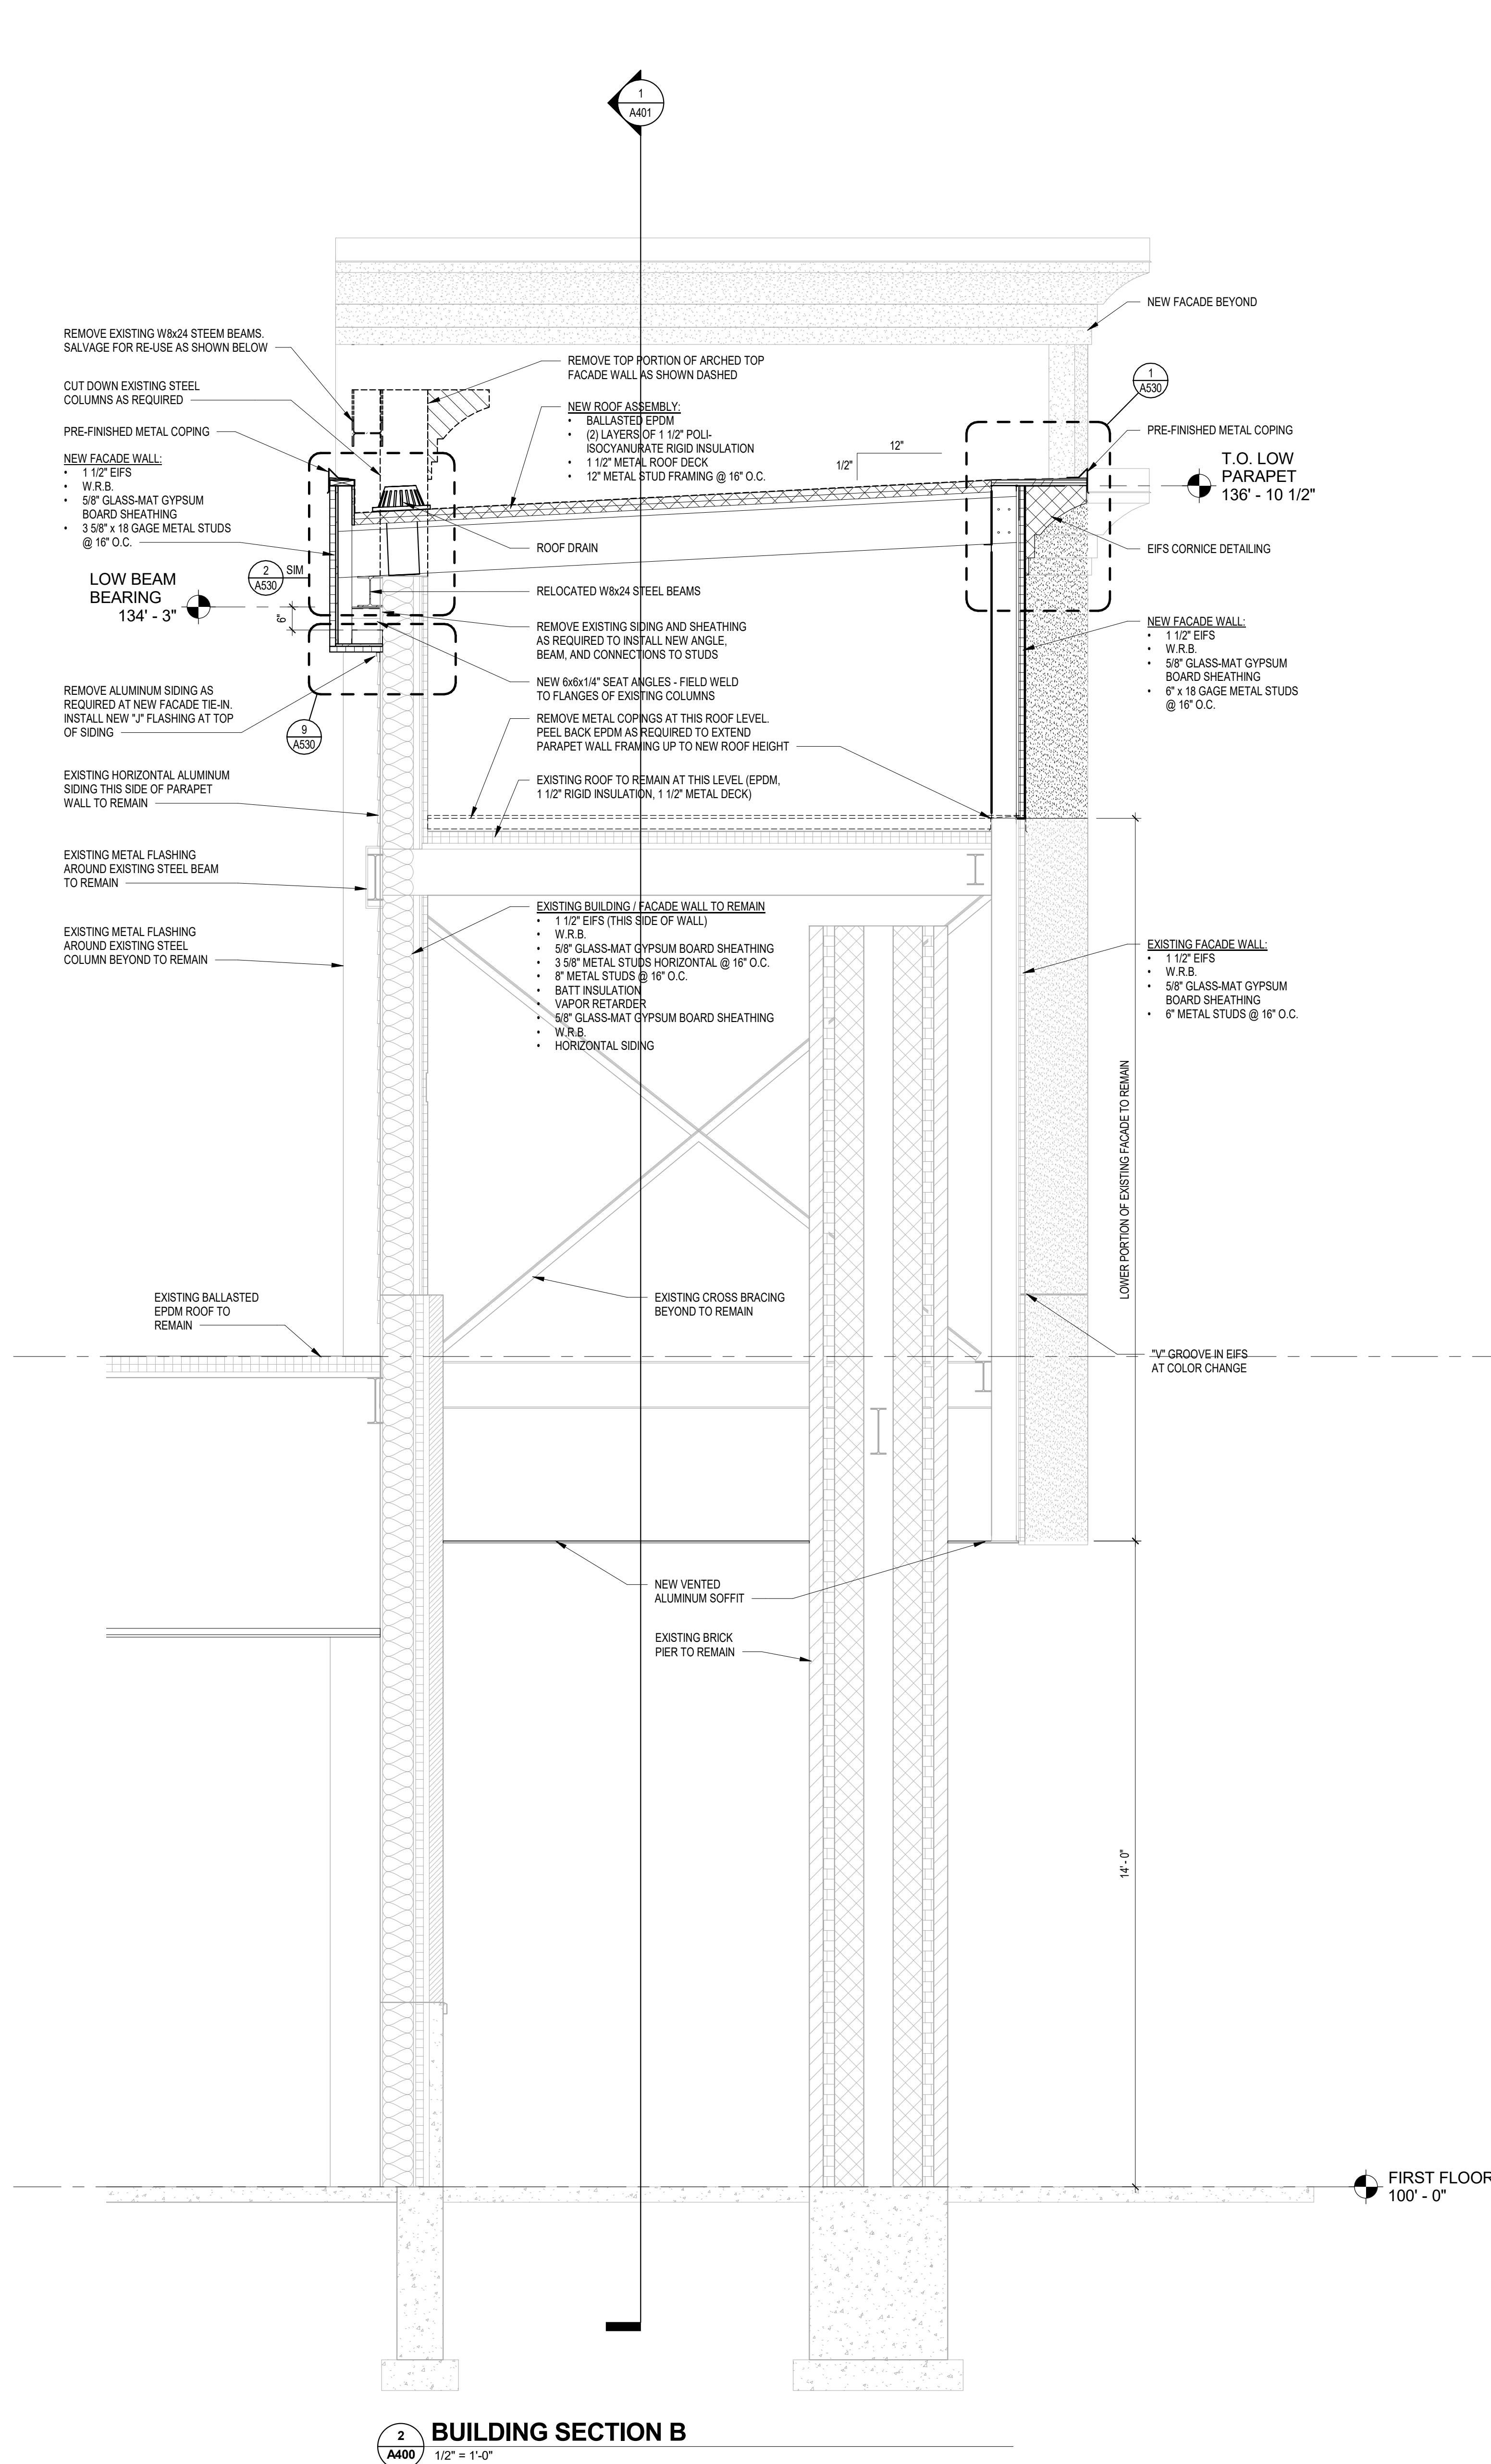 1
A401
NEW FACADE BEYOND
REMOVE EXISTING W8x24 STEEM BEAMS.
SALVAGE FOR RE-USE AS SHOWN BELOW
CUT DOWN EXISTING STEEL
COLUMNS AS REQUIRED
PRE-FINISHED METAL COPING
NEW FACADE WALL:
• 1 1/2" EIFS
• W.R.B.
• 5/8" GLASS-MAT GYPSUM
BOARD SHEATHING
• 3 5/8" x 18 GAGE METAL STUDS
@ 16" O.C.
REMOVE TOP PORTION OF ARCHED TOP
FACADE WALL AS SHOWN DASHED
NEW ROOF ASSEMBLY:
• BALLASTED EPDM
• (2) LAYERS OF 1 1/2" POLI-
ISOCYANURATE RIGID INSULATION
• 1 1/2" METAL ROOF DECK
• 12" METAL STUD FRAMING @ 16" O.C.
12"
1/2"
1
A530
PRE-FINISHED METAL COPING
T.O. LOW
PARAPET
136' - 10 1/2"
EIFS CORNICE DETAILING
ROOF DRAIN
2
SIM
A530
LOW BEAM
BEARING
134' - 3"
6"
RELOCATED W8x24 STEEL BEAMS
REMOVE EXISTING SIDING AND SHEATHING
AS REQUIRED TO INSTALL NEW ANGLE,
BEAM, AND CONNECTIONS TO STUDS
NEW 6x6x1/4" SEAT ANGLES - FIELD WELD
TO FLANGES OF EXISTING COLUMNS
REMOVE METAL COPINGS AT THIS ROOF LEVEL.
PEEL BACK EPDM AS REQUIRED TO EXTEND
PARAPET WALL FRAMING UP TO NEW ROOF HEIGHT
EXISTING ROOF TO REMAIN AT THIS LEVEL (EPDM,
1 1/2" RIGID INSULATION, 1 1/2" METAL DECK)
NEW FACADE WALL:
• 1 1/2" EIFS
• W.R.B.
• 5/8" GLASS-MAT GYPSUM
BOARD SHEATHING
• 6" x 18 GAGE METAL STUDS
@ 16" O.C.
REMOVE ALUMINUM SIDING AS
REQUIRED AT NEW FACADE TIE-IN.
INSTALL NEW "J" FLASHING AT TOP
OF SIDING
9
A530
EXISTING HORIZONTAL ALUMINUM
SIDING THIS SIDE OF PARAPET
WALL TO REMAIN
EXISTING METAL FLASHING
AROUND EXISTING STEEL BEAM
TO REMAIN
EXISTING METAL FLASHING
AROUND EXISTING STEEL
COLUMN BEYOND TO REMAIN
EXISTING BUILDING / FACADE WALL TO REMAIN
• 1 1/2" EIFS (THIS SIDE OF WALL)
• W.R.B.
• 5/8" GLASS-MAT GYPSUM BOARD SHEATHING
• 3 5/8" METAL STUDS HORIZONTAL @ 16" O.C.
• 8" METAL STUDS @ 16" O.C.
• BATT INSULATION
• VAPOR RETARDER
• 5/8" GLASS-MAT GYPSUM BOARD SHEATHING
• W.R.B.
• HORIZONTAL SIDING
EXISTING FACADE WALL:
• 1 1/2" EIFS
• W.R.B.
• 5/8" GLASS-MAT GYPSUM
BOARD SHEATHING
• 6" METAL STUDS @ 16" O.C.
LOWER PORTION OF EXISTING FACADE TO REMAIN
EXISTING BALLASTED
EPDM ROOF TO
REMAIN
EXISTING CROSS BRACING
BEYOND TO REMAIN
"V" GROOVE IN EIFS
AT COLOR CHANGE
NEW VENTED
ALUMINUM SOFFIT
EXISTING BRICK
PIER TO REMAIN
14' - 0"
FIRST FLOOR
100' - 0"
2
A400
BUILDING SECTION B
1/2" = 1'-0"